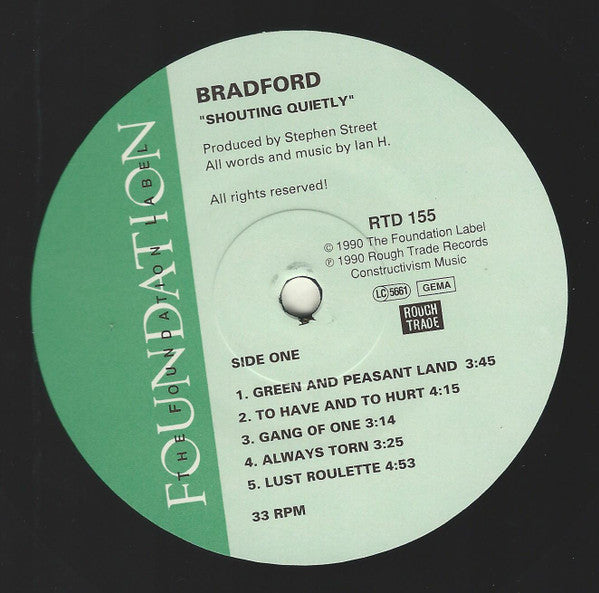 FOUNDATION
THE FOUNDATION LABEL
BRADFORD
"SHOUTING QUIETLY"
Produced by Stephen Street
All words and music by Ian H.
All rights reserved!
RTD 155
© 1990 The Foundation Label
℗ 1990 Rough Trade Records
Constructivism Music
LC 5661 GEMA
ROUGH
TRADE
SIDE ONE
1. GREEN AND PEASANT LAND 3:45
2. TO HAVE AND TO HURT 4:15
3. GANG OF ONE 3:14
4. ALWAYS TORN 3:25
5. LUST ROULETTE 4:53
33 RPM